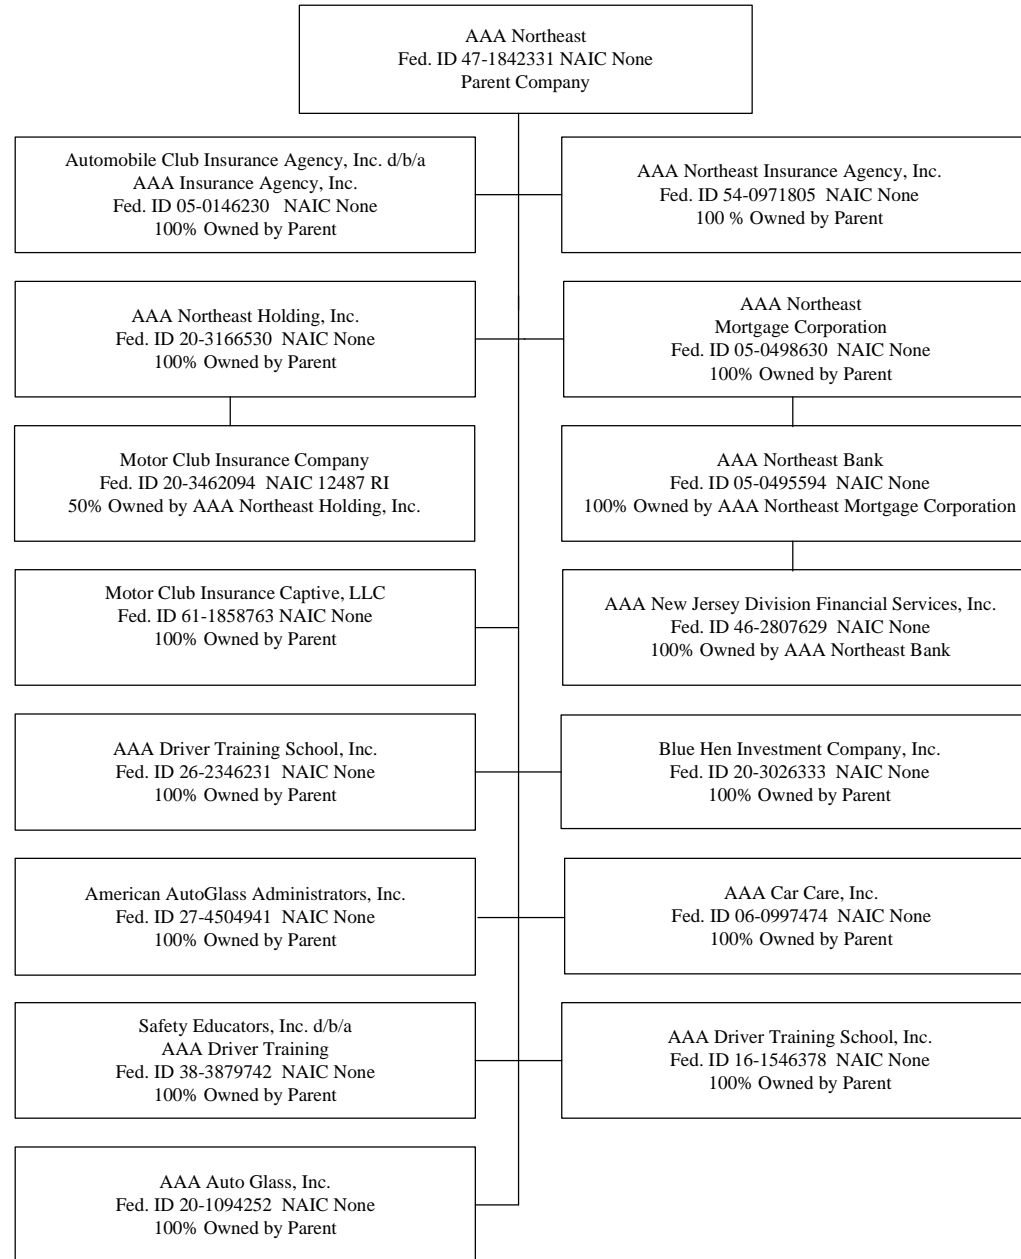 AAA Northeast
Fed. ID 47-1842331 NAIC None
Parent Company
Automobile Club Insurance Agency, Inc. d/b/a
AAA Insurance Agency, Inc.
Fed. ID 05-0146230 NAIC None
100% Owned by Parent
AAA Northeast Insurance Agency, Inc.
Fed. ID 54-0971805 NAIC None
100 % Owned by Parent
AAA Northeast Holding, Inc.
Fed. ID 20-3166530 NAIC None
100% Owned by Parent
AAA Northeast
Mortgage Corporation
Fed. ID 05-0498630 NAIC None
100% Owned by Parent
Motor Club Insurance Company
Fed. ID 20-3462094 NAIC 12487 RI
50% Owned by AAA Northeast Holding, Inc.
AAA Northeast Bank
Fed. ID 05-0495594 NAIC None
100% Owned by AAA Northeast Mortgage Corporation
Motor Club Insurance Captive, LLC
Fed. ID 61-1858763 NAIC None
100% Owned by Parent
AAA New Jersey Division Financial Services, Inc.
Fed. ID 46-2807629 NAIC None
100% Owned by AAA Northeast Bank
AAA Driver Training School, Inc.
Fed. ID 26-2346231 NAIC None
100% Owned by Parent
Blue Hen Investment Company, Inc.
Fed. ID 20-3026333 NAIC None
100% Owned by Parent
American AutoGlass Administrators, Inc.
Fed. ID 27-4504941 NAIC None
100% Owned by Parent
AAA Car Care, Inc.
Fed. ID 06-0997474 NAIC None
100% Owned by Parent
Safety Educators, Inc. d/b/a
AAA Driver Training
Fed. ID 38-3879742 NAIC None
100% Owned by Parent
AAA Driver Training School, Inc.
Fed. ID 16-1546378 NAIC None
100% Owned by Parent
AAA Auto Glass, Inc.
Fed. ID 20-1094252 NAIC None
100% Owned by Parent